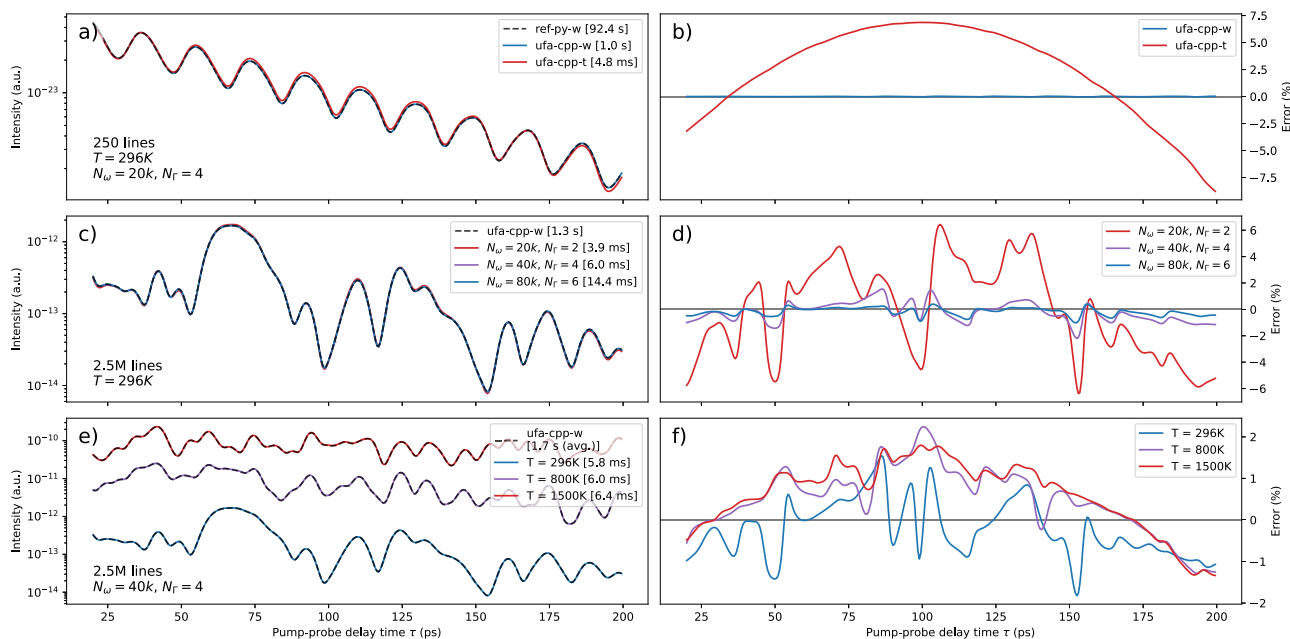 a)
Intensity (a.u.)
10⁻²³
ref-py-w [92.4 s]
ufa-cpp-w [1.0 s]
ufa-cpp-t [4.8 ms]
250 lines
T = 296K
N_ω = 20k, N_Γ = 4
b)
ufa-cpp-w
ufa-cpp-t
7.5
5.0
2.5
0.0
−2.5
−5.0
−7.5
Error (%)
c)
Intensity (a.u.)
10⁻¹²
10⁻¹³
10⁻¹⁴
ufa-cpp-w [1.3 s]
N_ω = 20k, N_Γ = 2 [3.9 ms]
N_ω = 40k, N_Γ = 4 [6.0 ms]
N_ω = 80k, N_Γ = 6 [14.4 ms]
2.5M lines
T = 296K
d)
N_ω = 20k, N_Γ = 2
N_ω = 40k, N_Γ = 4
N_ω = 80k, N_Γ = 6
6
4
2
0
−2
−4
−6
Error (%)
e)
Intensity (a.u.)
10⁻¹⁰
10⁻¹¹
10⁻¹²
10⁻¹³
10⁻¹⁴
ufa-cpp-w
[1.7 s (avg.)]
T = 296K [5.8 ms]
T = 800K [6.0 ms]
T = 1500K [6.4 ms]
2.5M lines
N_ω = 40k, N_Γ = 4
25 50 75 100 125 150 175 200
Pump-probe delay time τ (ps)
f)
T = 296K
T = 800K
T = 1500K
2
1
0
−1
−2
Error (%)
25 50 75 100 125 150 175 200
Pump-probe delay time τ (ps)